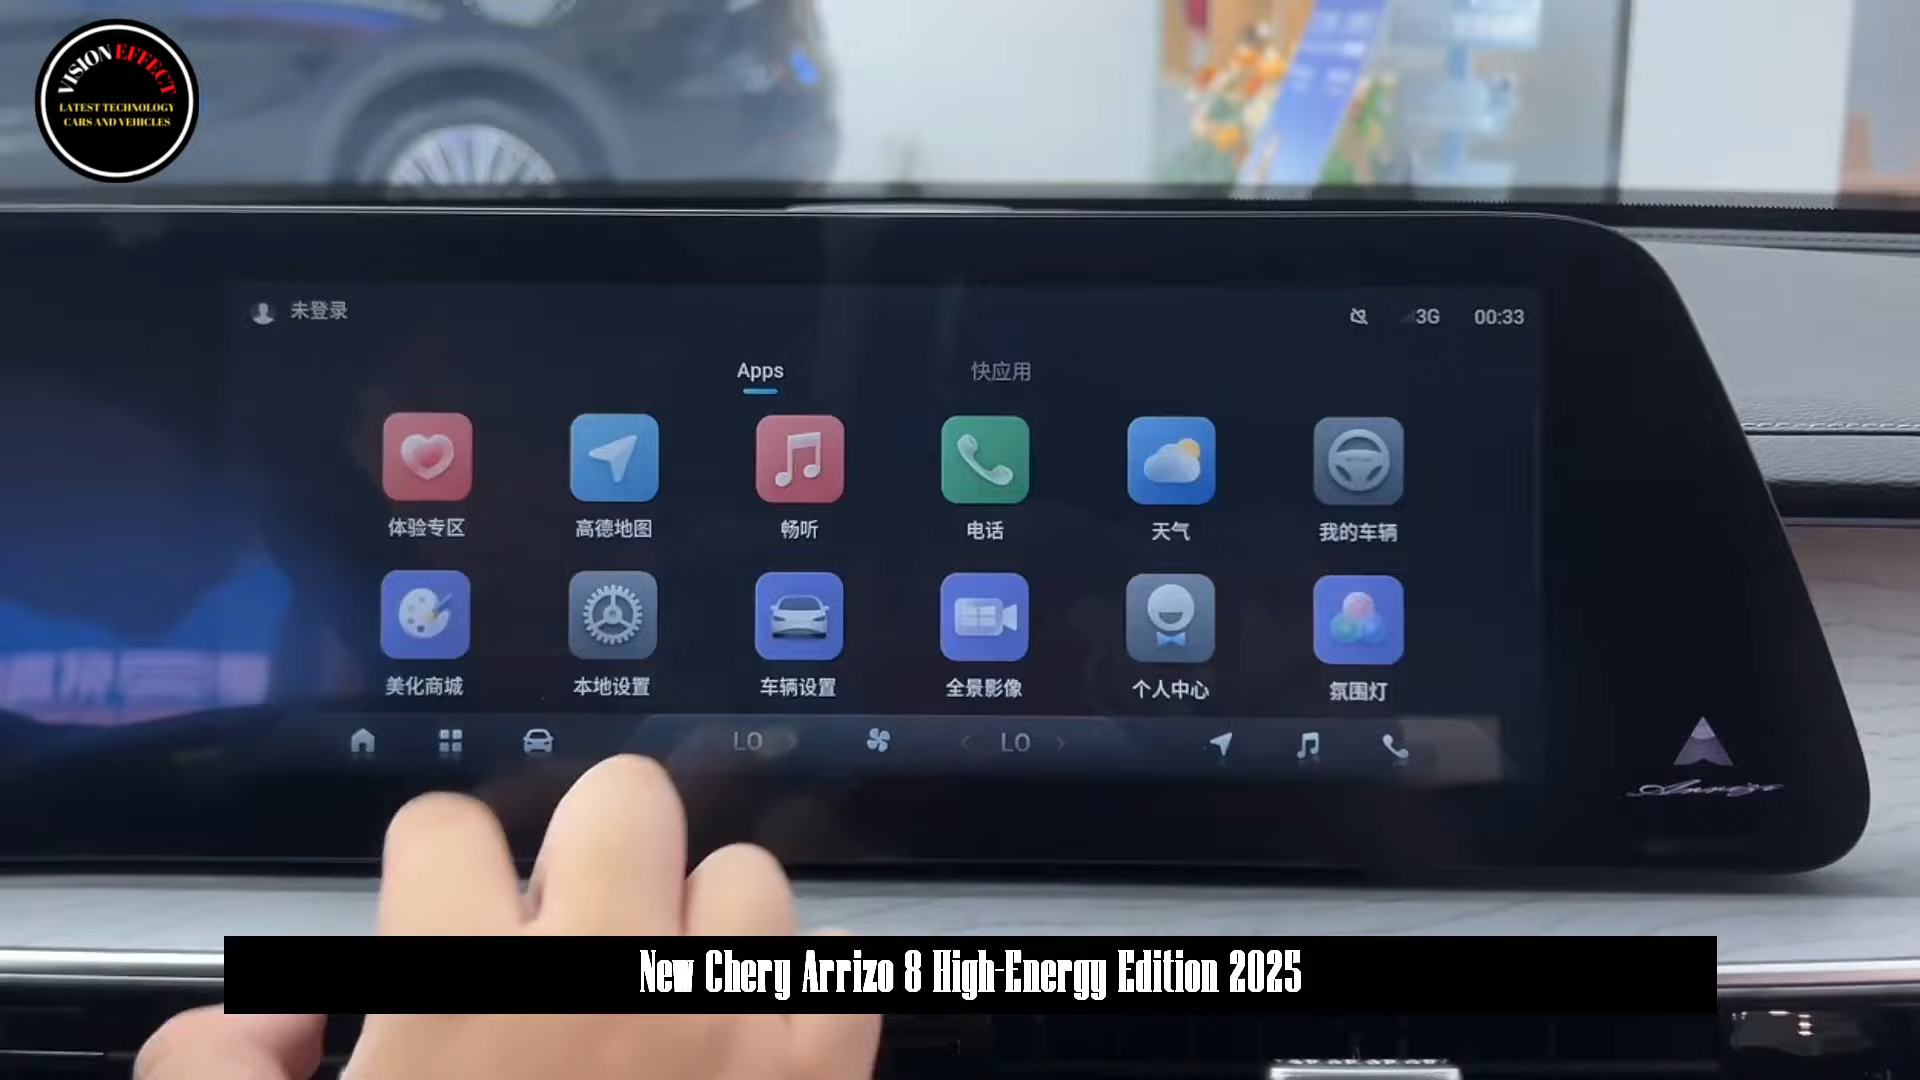 VISION EFFECT
LATEST TECHNOLOGY
CARS AND VEHICLES
未登录
3G
00:33
Apps
快应用
体验专区
高德地图
畅听
电话
天气
我的车辆
美化商城
本地设置
车辆设置
全景影像
个人中心
氛围灯
LO
LO
Arrizo
New Chery Arrizo 8 High-Energy Edition 2025